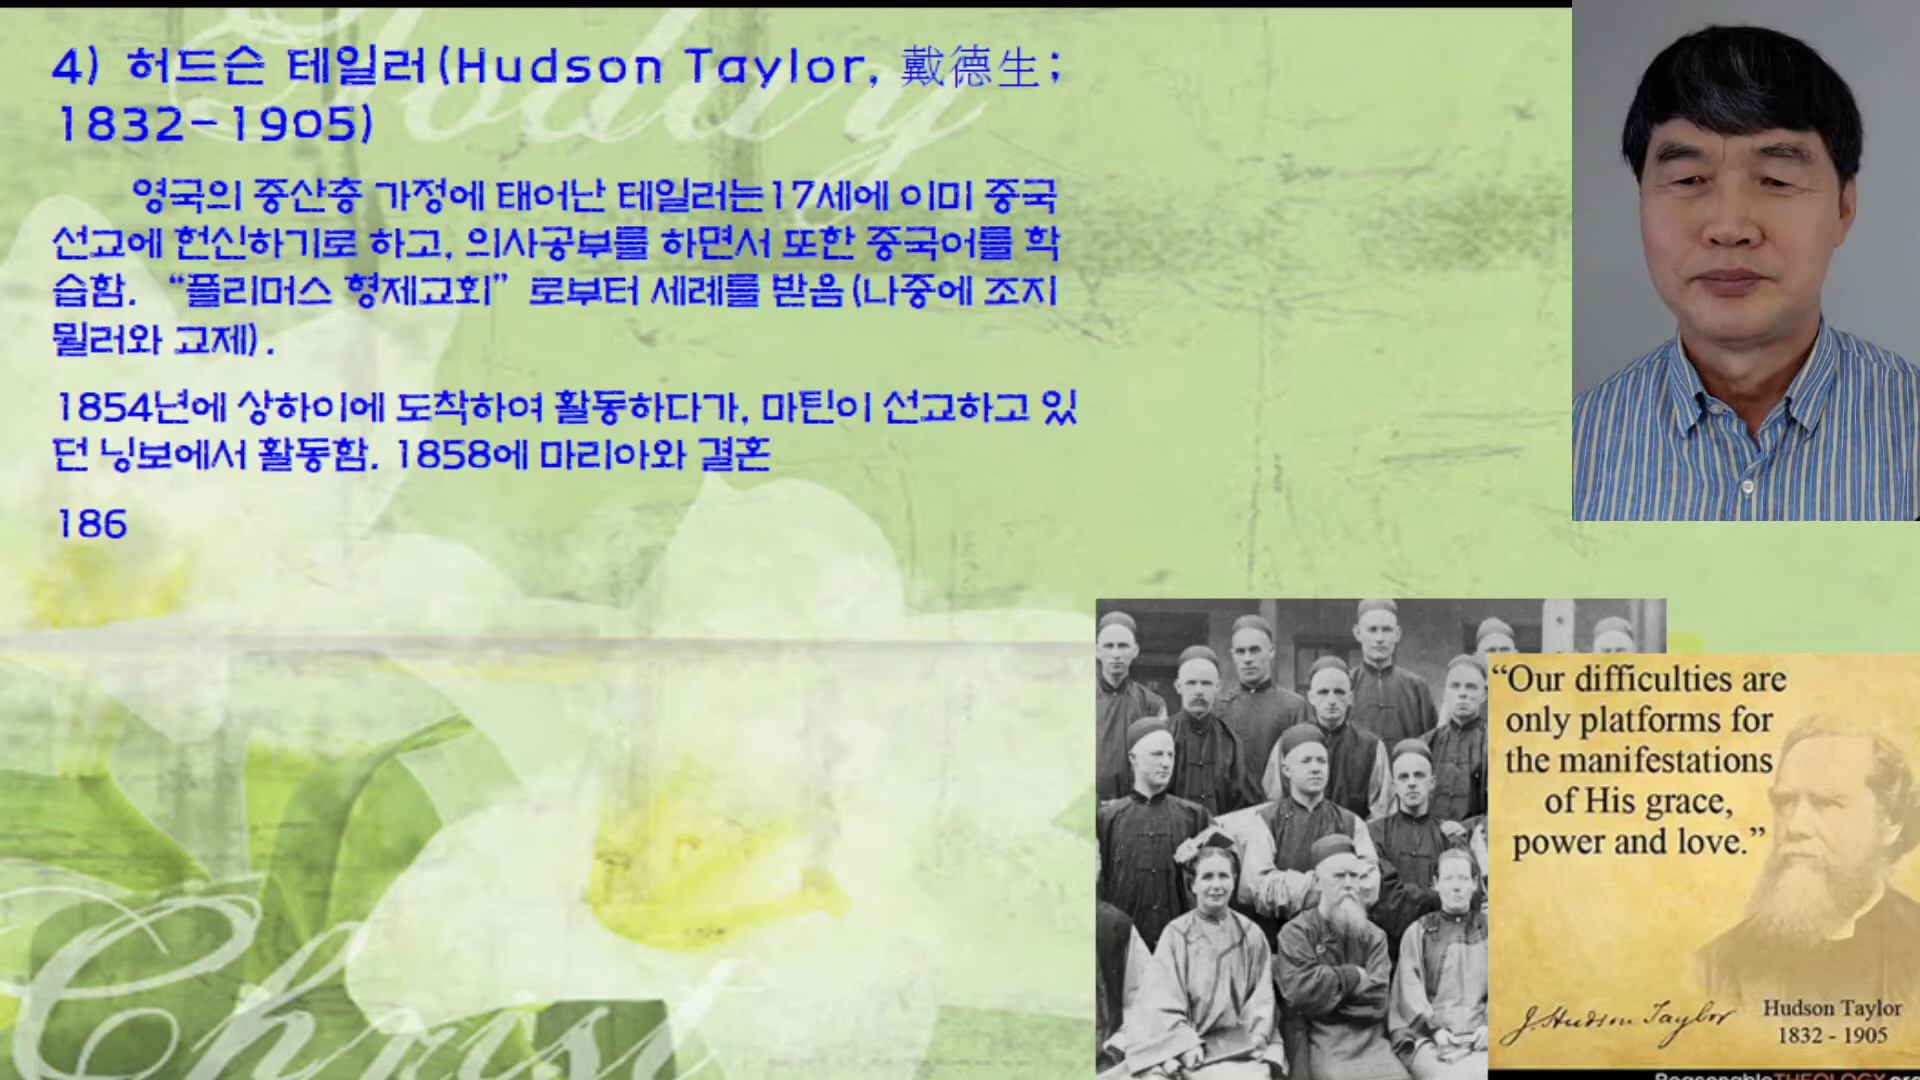 4) 허드슨 테일러(Hudson Taylor, 戴德生;
1832-1905)
영국의 중산층 가정에 태어난 테일러는17세에 이미 중국
선교에 헌신하기로 하고, 의사공부를 하면서 또한 중국어를 학
습함. “플리머스 형제교회” 로부터 세례를 받음(나중에 조지
뮐러와 교제).
1854년에 상하이에 도착하여 활동하다가, 마틴이 선교하고 있
던 닝보에서 활동함. 1858에 마리아와 결혼
186
“Our difficulties are
only platforms for
the manifestations
of His grace,
power and love.”
J. Hudson Taylor
Hudson Taylor
1832 - 1905
Today
Christ